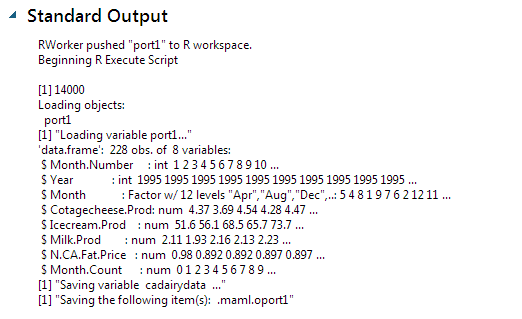 Standard Output
RWorker pushed "port1" to R workspace.
Beginning R Execute Script
[1] 14000
Loading objects:
port1
[1] "Loading variable port1..."
'data.frame': 228 obs. of 8 variables:
$ Month.Number : int 1 2 3 4 5 6 7 8 9 10 ...
$ Year : int 1995 1995 1995 1995 1995 1995 1995 1995 1995 1995 ...
$ Month : Factor w/ 12 levels "Apr","Aug","Dec",..: 5 4 8 1 9 7 6 2 12 11 ...
$ Cotagecheese.Prod: num 4.37 3.69 4.54 4.28 4.47 ...
$ Icecream.Prod : num 51.6 56.1 68.5 65.7 73.7 ...
$ Milk.Prod : num 2.11 1.93 2.16 2.13 2.23 ...
$ N.CA.Fat.Price : num 0.98 0.892 0.892 0.897 0.897 ...
$ Month.Count : num 0 1 2 3 4 5 6 7 8 9 ...
[1] "Saving variable cadairydata ..."
[1] "Saving the following item(s): .maml.oport1"